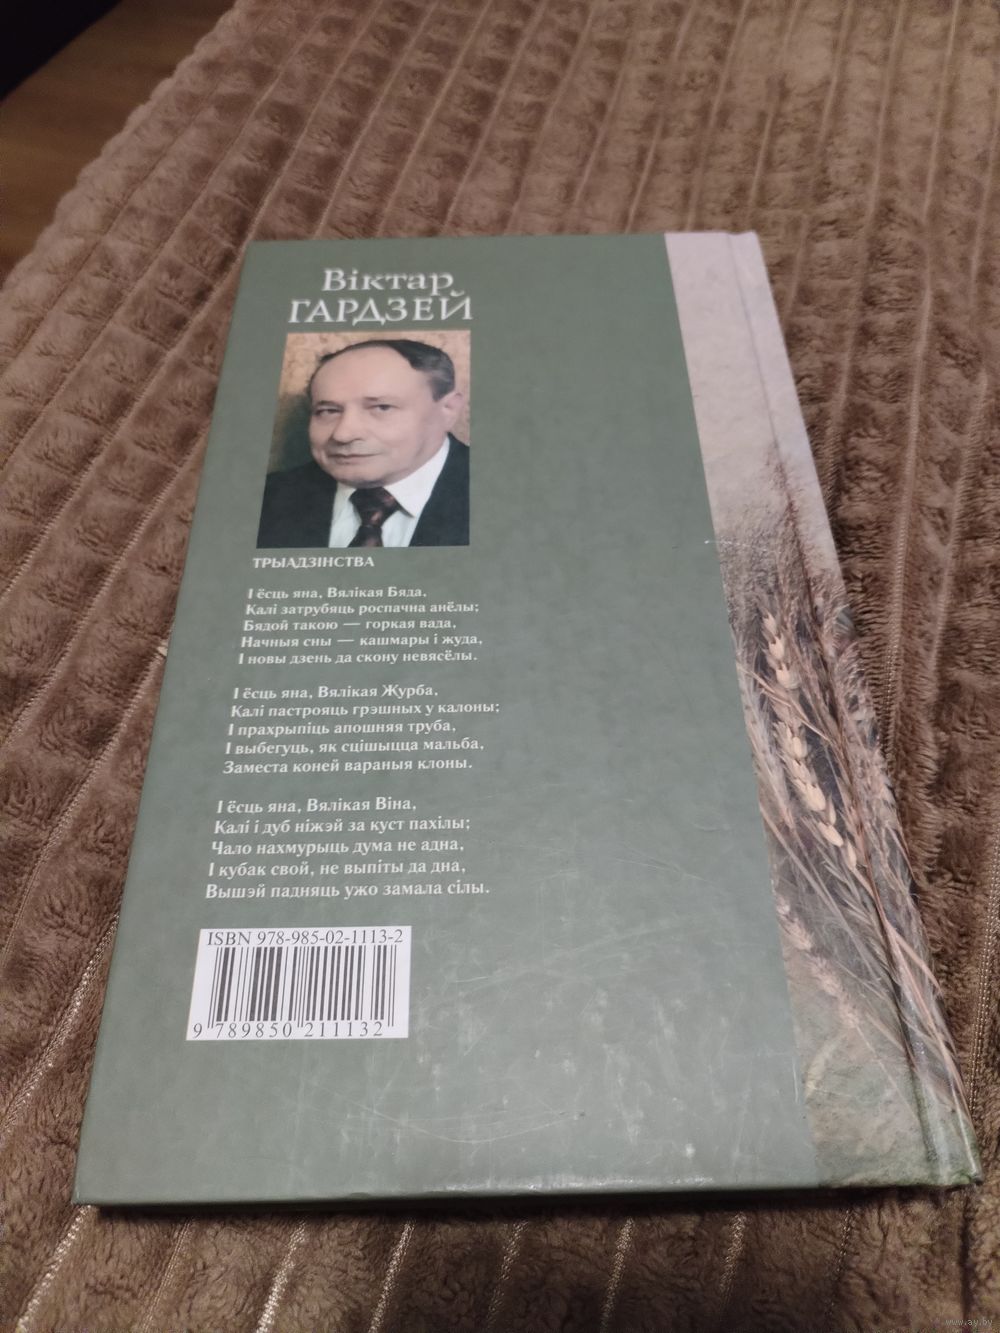 Віктар
ГАРДЗЕЙ
ТРЫАДЗІНСТВА
І ёсць яна, Вялікая Бяда,
Калі затрубяць роспачна анёлы;
Бядой такою — горкая вада,
Начныя сны — кашмары і жуда,
І новы дзень да скону невясёлы.
І ёсць яна, Вялікая Журба,
Калі пастрояць грэшных у калоны;
І прахрыпіць апошняя труба,
І выбегуць, як сцішыцца мальба,
Заместа коней вараныя клоны.
І ёсць яна, Вялікая Віна,
Калі і дуб ніжэй за куст пахілы;
Чало нахмурыць дума не адна,
І кубак свой, не выпіты да дна,
Вышэй падняць ужо замала сілы.
ISBN 978-985-02-1113-2
9 789850 211132
www.ay.by